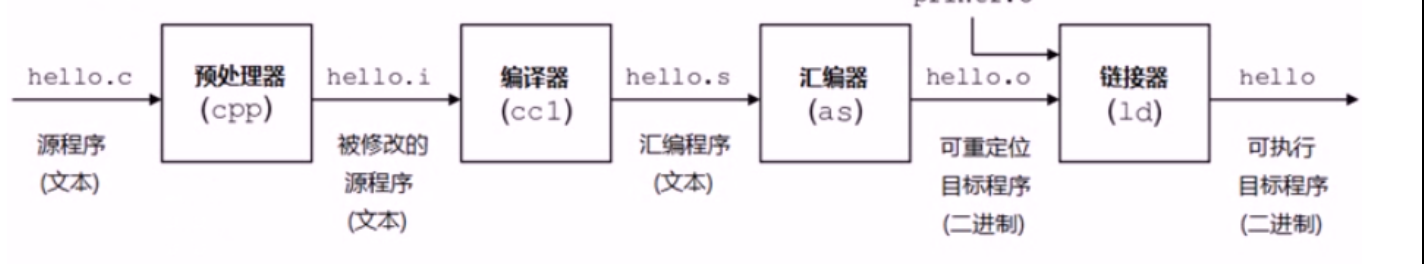 hello.c
预处理器
(cpp)
hello.i
编译器
(cc1)
hello.s
汇编器
(as)
hello.o
链接器
(ld)
hello
源程序
(文本)
被修改的
源程序
(文本)
汇编程序
(文本)
可重定位
目标程序
(二进制)
可执行
目标程序
(二进制)